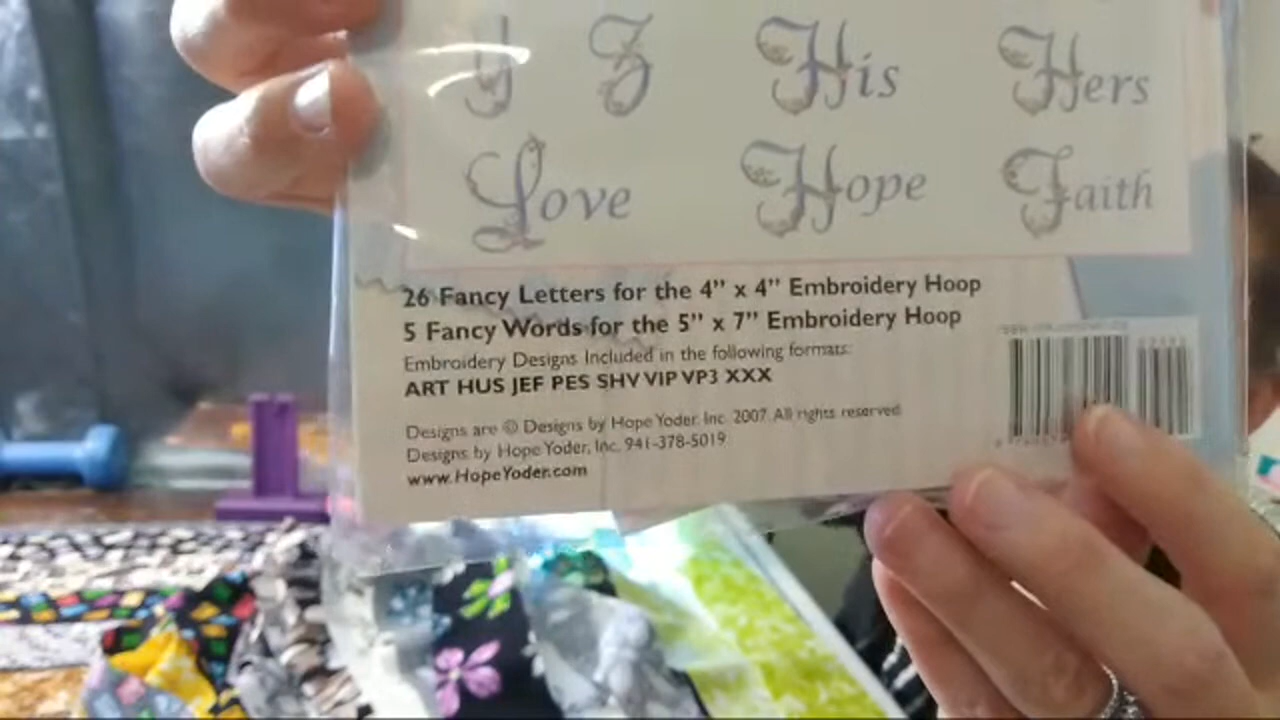 Y Z His Hers
Love Hope Faith
26 Fancy Letters for the 4” x 4” Embroidery Hoop
5 Fancy Words for the 5” x 7” Embroidery Hoop
Embroidery Designs Included in the following formats:
ART HUS JEF PES SHV VIP VP3 XXX
Designs are © Designs by Hope Yoder, Inc. 2007. All rights reserved
Designs by Hope Yoder, Inc. 941-378-5019
www.HopeYoder.com